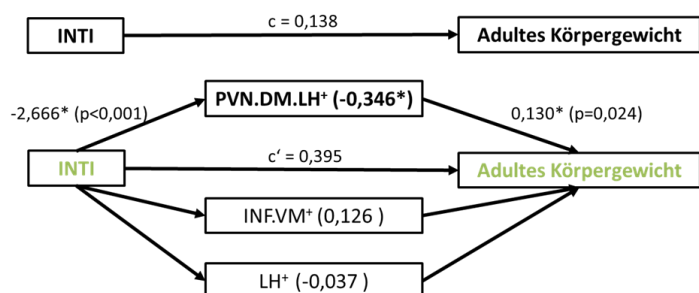 c = 0,138
INTI
Adultes Körpergewicht
-2,666* (p<0,001)
PVN.DM.LH⁺ (-0,346*)
0,130* (p=0,024)
c‘ = 0,395
INTI
Adultes Körpergewicht
INF.VM⁺ (0,126 )
LH⁺ (-0,037 )